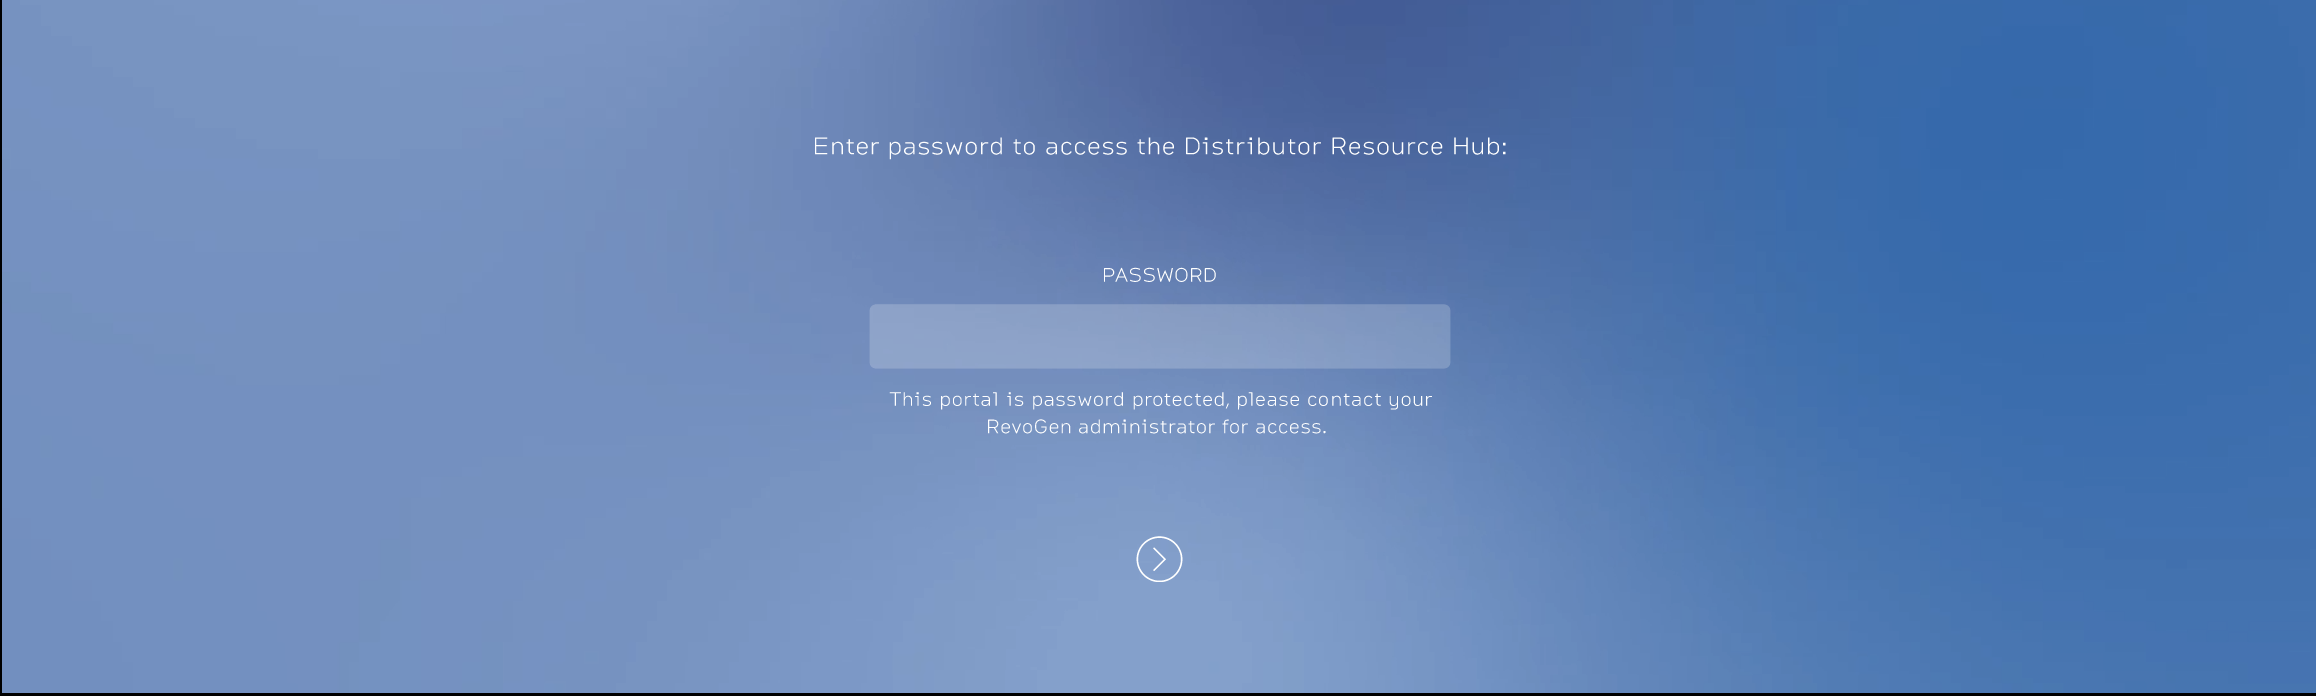 Enter password to access the Distributor Resource Hub:
PASSWORD
This portal is password protected, please contact your
RevoGen administrator for access.